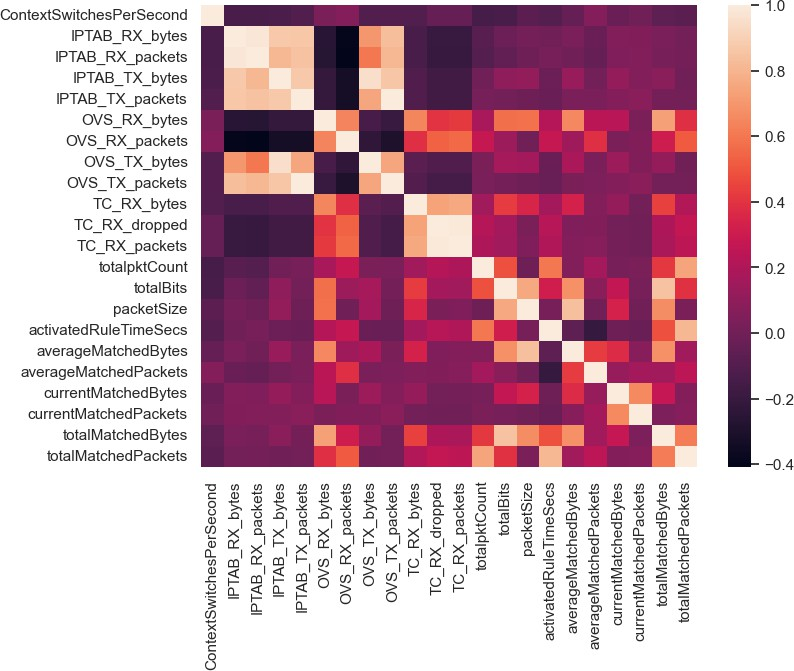 ContextSwitchesPerSecond
IPTAB_RX_bytes
IPTAB_RX_packets
IPTAB_TX_bytes
IPTAB_TX_packets
OVS_RX_bytes
OVS_RX_packets
OVS_TX_bytes
OVS_TX_packets
TC_RX_bytes
TC_RX_dropped
TC_RX_packets
totalpktCount
totalBits
packetSize
activatedRuleTimeSecs
averageMatchedBytes
averageMatchedPackets
currentMatchedBytes
currentMatchedPackets
totalMatchedBytes
totalMatchedPackets
ContextSwitchesPerSecond
IPTAB_RX_bytes
IPTAB_RX_packets
IPTAB_TX_bytes
IPTAB_TX_packets
OVS_RX_bytes
OVS_RX_packets
OVS_TX_bytes
OVS_TX_packets
TC_RX_bytes
TC_RX_dropped
TC_RX_packets
totalpktCount
totalBits
packetSize
activatedRuleTimeSecs
averageMatchedBytes
averageMatchedPackets
currentMatchedBytes
currentMatchedPackets
totalMatchedBytes
totalMatchedPackets
1.0
0.8
0.6
0.4
0.2
0.0
−0.2
−0.4